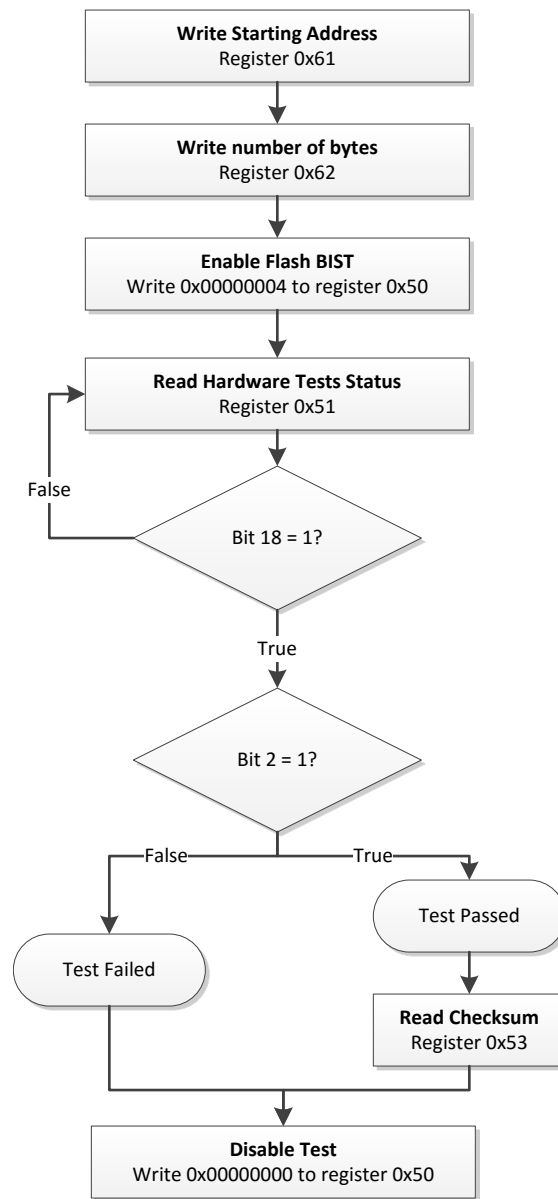 Write Starting Address
Register 0x61
Write number of bytes
Register 0x62
Enable Flash BIST
Write 0x00000004 to register 0x50
Read Hardware Tests Status
Register 0x51
False
Bit 18 = 1?
True
Bit 2 = 1?
False
True
Test Passed
Test Failed
Read Checksum
Register 0x53
Disable Test
Write 0x00000000 to register 0x50